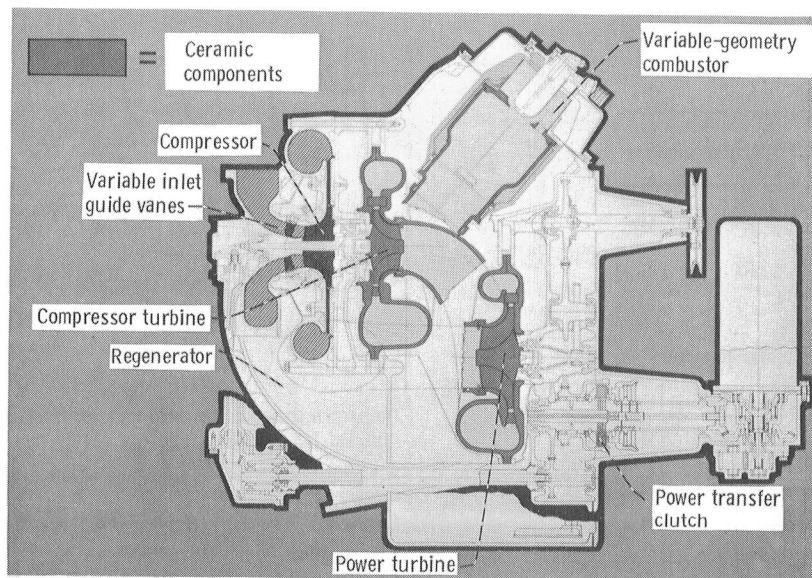 = Ceramic
components
Variable-geometry
combustor
Compressor
Variable inlet
guide vanes
Compressor turbine
Regenerator
Power transfer
clutch
Power turbine